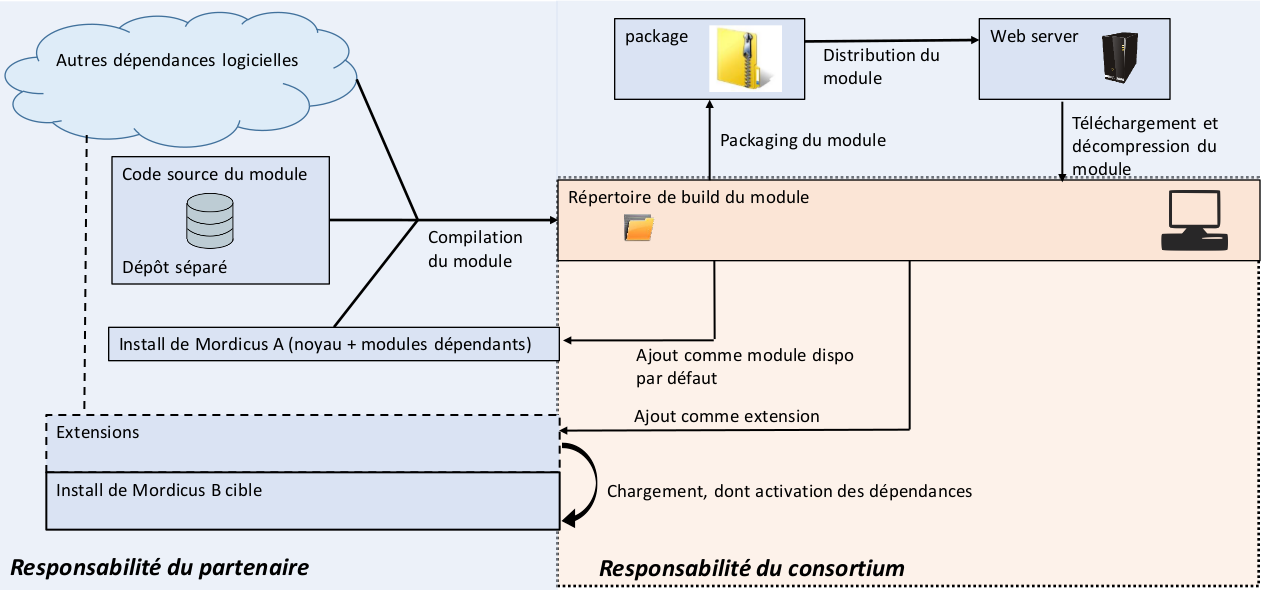 Autres dépendances logicielles
Code source du module
Dépôt séparé
Compilation
du module
Install de Mordicus A (noyau + modules dépendants)
Extensions
Install de Mordicus B cible
Responsabilité du partenaire
package
Distribution du
module
Web server
Packaging du module
Téléchargement et
décompression du
module
Répertoire de build du module
Ajout comme module dispo
par défaut
Ajout comme extension
Chargement, dont activation des dépendances
Responsabilité du consortium